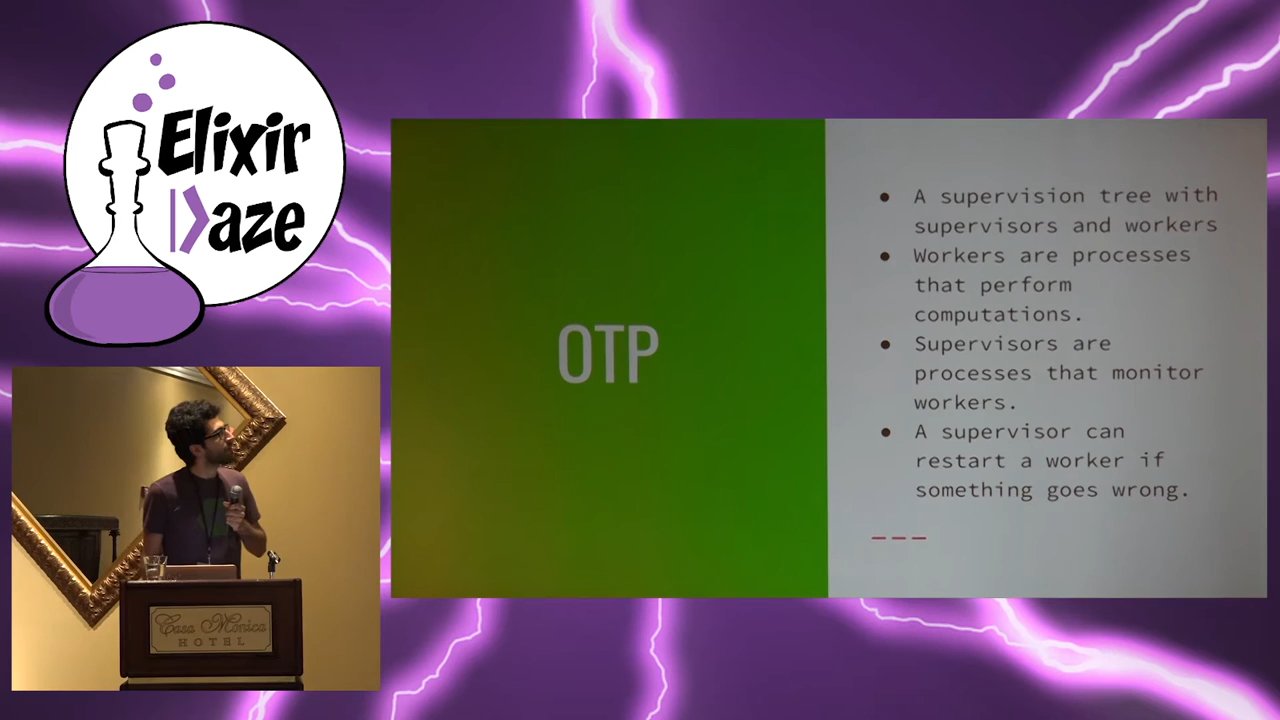 Elixir
Daze
OTP
● A supervision tree with
supervisors and workers
● Workers are processes
that perform
computations.
● Supervisors are
processes that monitor
workers.
● A supervisor can
restart a worker if
something goes wrong.
Casa Monica
HOTEL